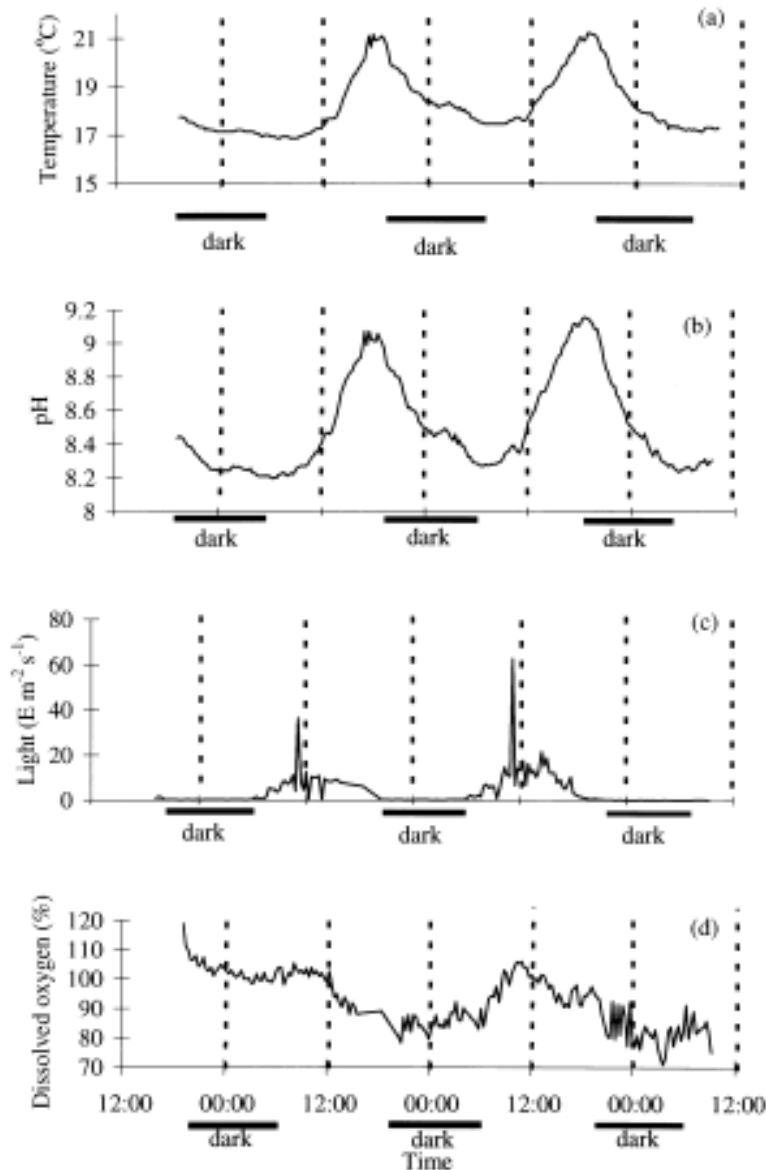 (a)
Temperature (°C)
21
19
17
15
dark
dark
dark
(b)
pH
9.2
9
8.8
8.6
8.4
8.2
8
dark
dark
dark
(c)
Light (E m⁻² s⁻¹)
80
60
40
20
0
dark
dark
dark
(d)
Dissolved oxygen (%)
120
110
100
90
80
70
12:00 00:00 12:00 00:00 12:00 00:00 12:00
dark
dark
dark
Time